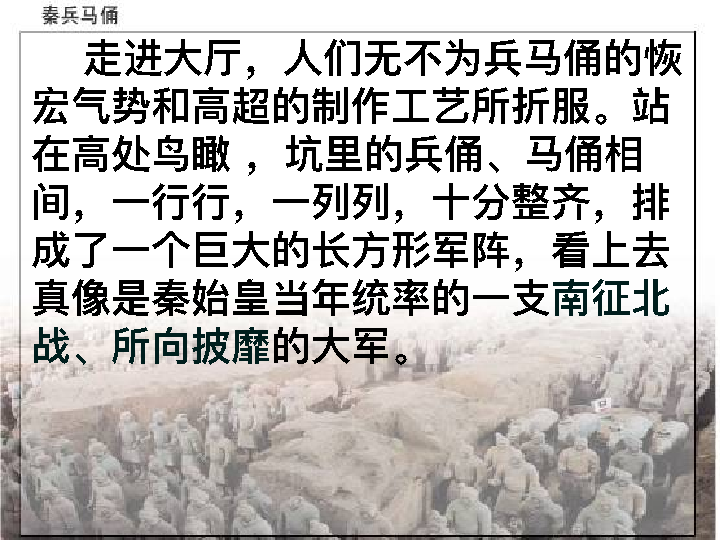 秦兵马俑
走进大厅，人们无不为兵马俑的恢
宏气势和高超的制作工艺所折服。站
在高处鸟瞰 ，坑里的兵俑、马俑相
间，一行行，一列列，十分整齐，排
成了一个巨大的长方形军阵，看上去
真像是秦始皇当年统率的一支南征北
战、所向披靡的大军。